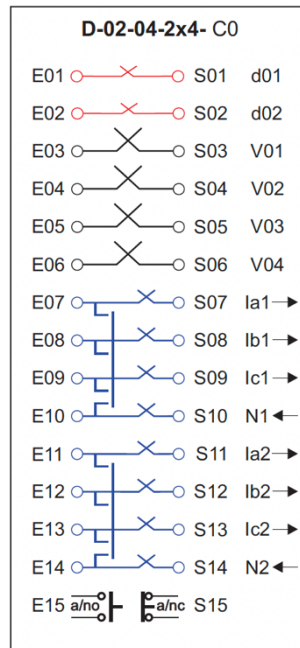 D-02-04-2x4- C0
E01 S01 d01
E02 S02 d02
E03 S03 V01
E04 S04 V02
E05 S05 V03
E06 S06 V04
E07 S07 Ia1
E08 S08 Ib1
E09 S09 Ic1
E10 S10 N1
E11 S11 Ia2
E12 S12 Ib2
E13 S13 Ic2
E14 S14 N2
E15 a/no a/nc S15